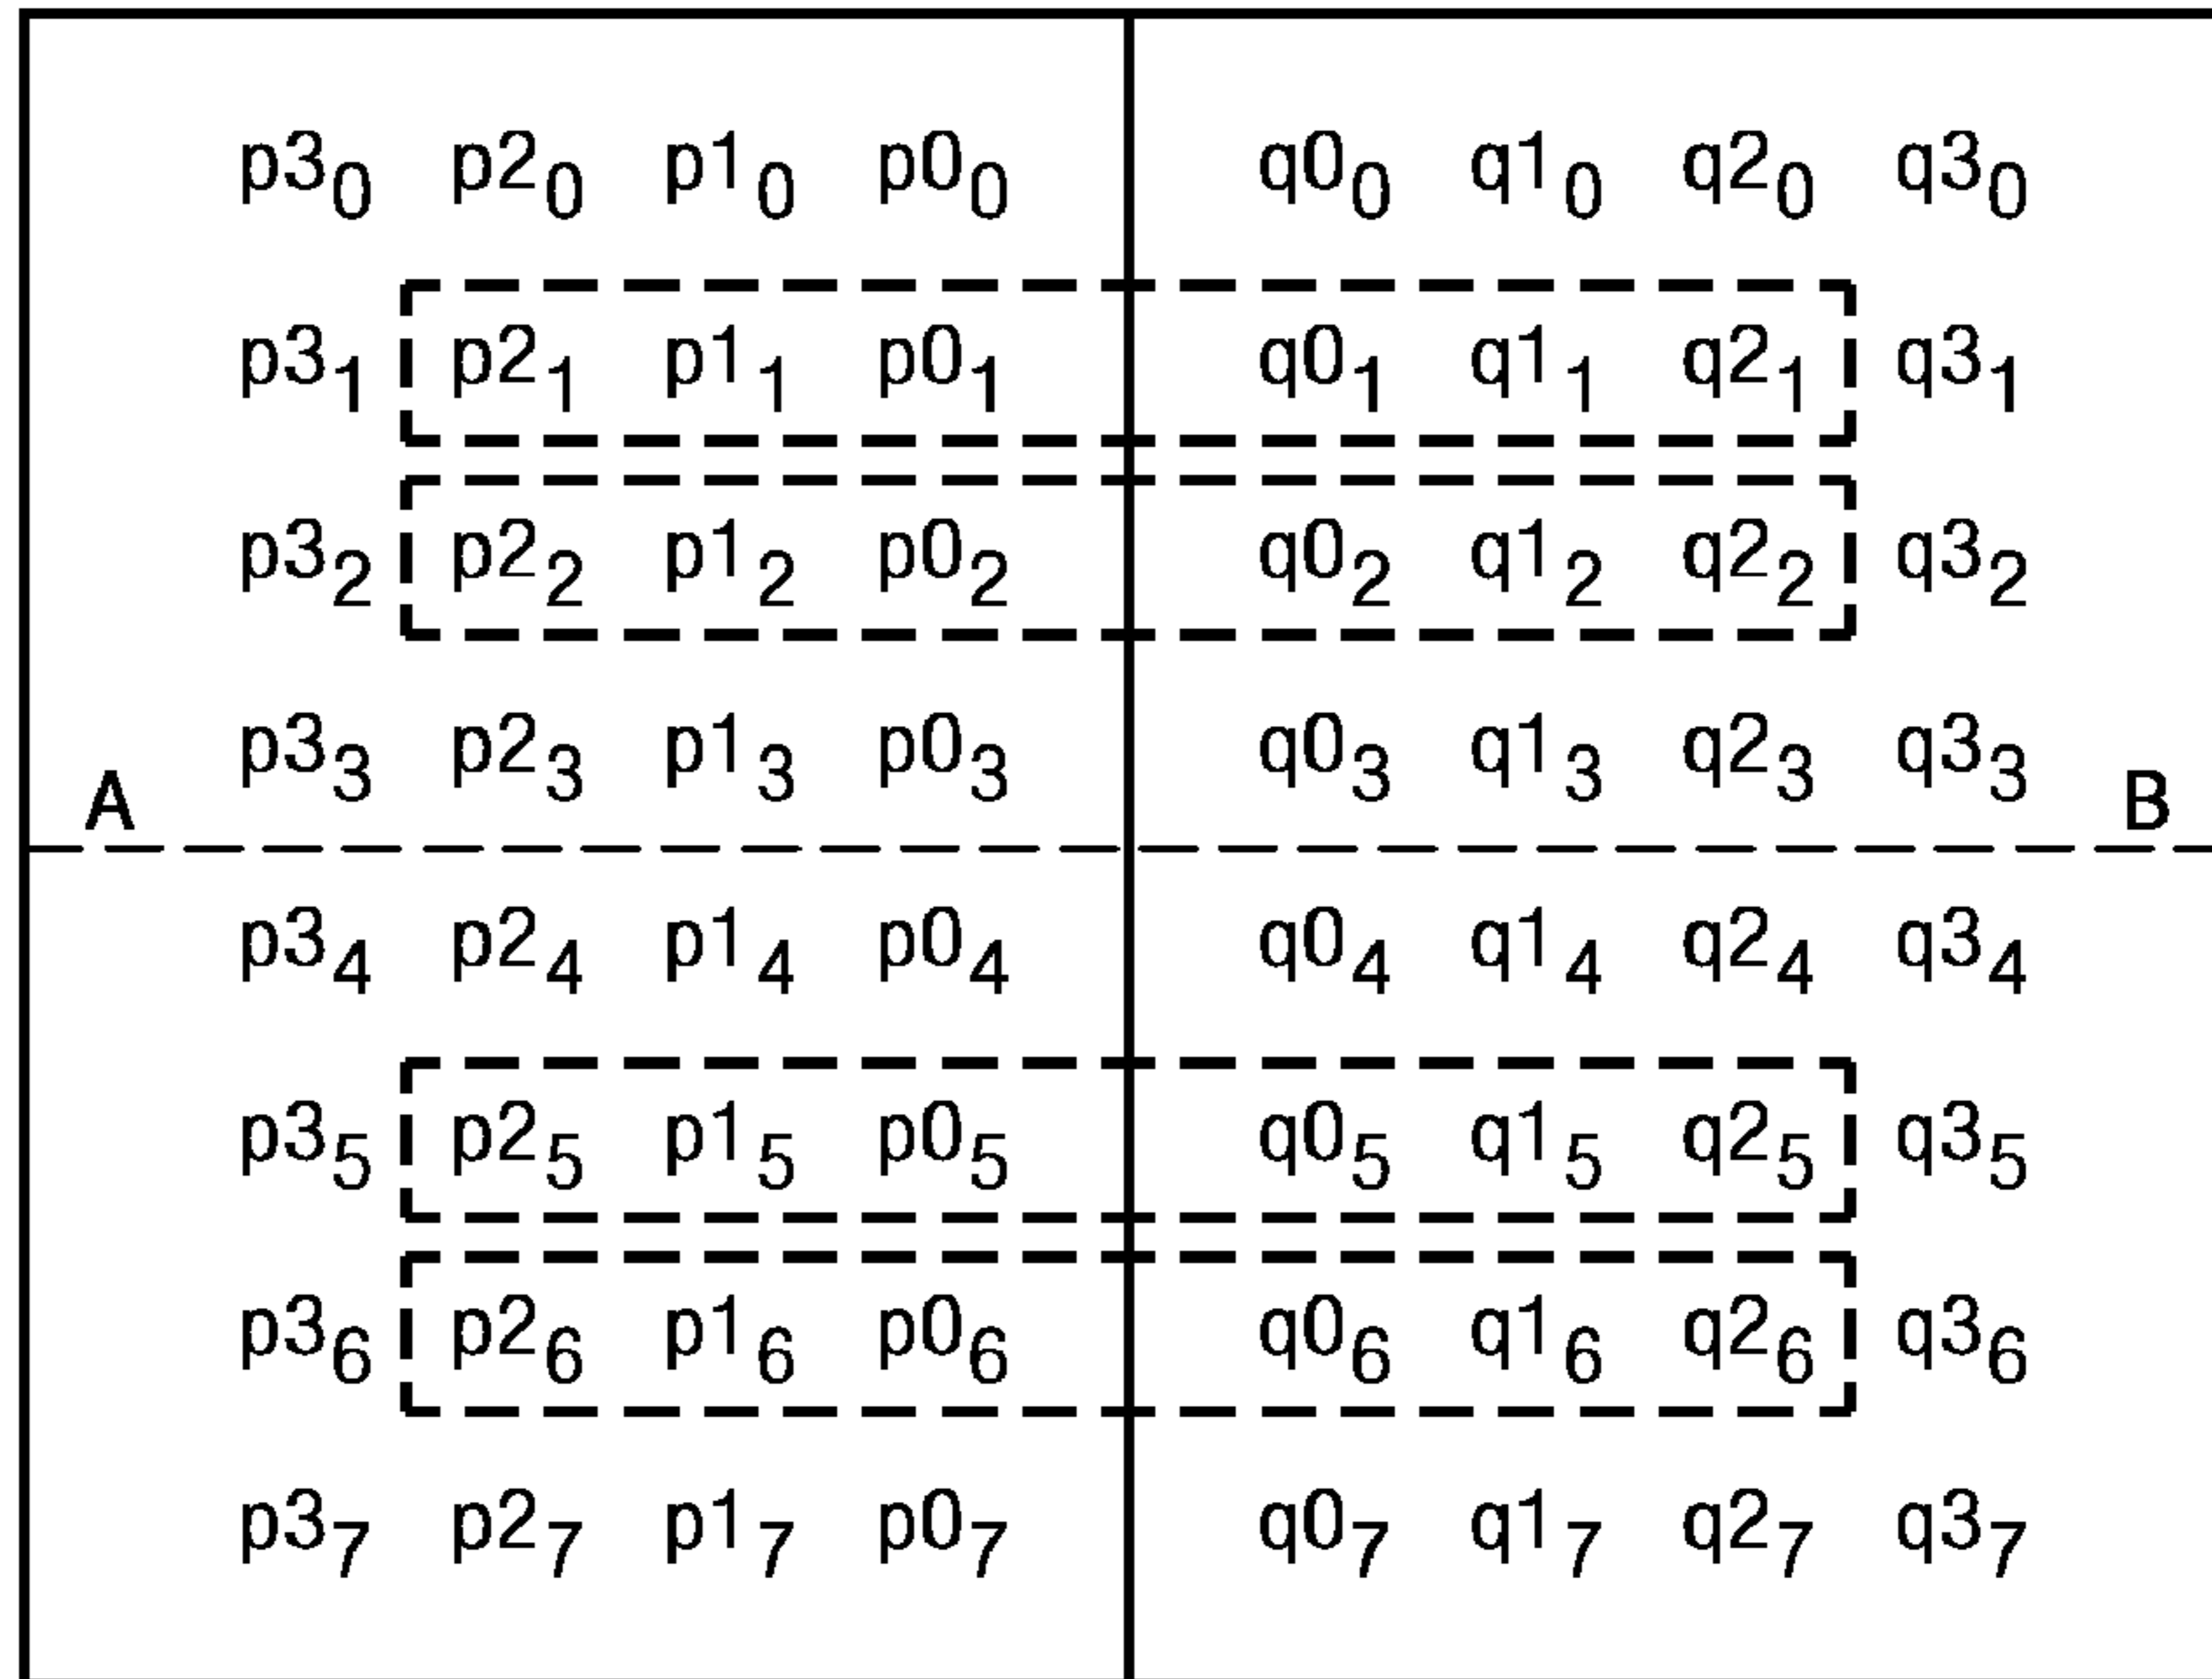 p3₀ p2₀ p1₀ p0₀ q0₀ q1₀ q2₀ q3₀
p3₁ p2₁ p1₁ p0₁ q0₁ q1₁ q2₁ q3₁
p3₂ p2₂ p1₂ p0₂ q0₂ q1₂ q2₂ q3₂
p3₃ p2₃ p1₃ p0₃ q0₃ q1₃ q2₃ q3₃
A B
p3₄ p2₄ p1₄ p0₄ q0₄ q1₄ q2₄ q3₄
p3₅ p2₅ p1₅ p0₅ q0₅ q1₅ q2₅ q3₅
p3₆ p2₆ p1₆ p0₆ q0₆ q1₆ q2₆ q3₆
p3₇ p2₇ p1₇ p0₇ q0₇ q1₇ q2₇ q3₇